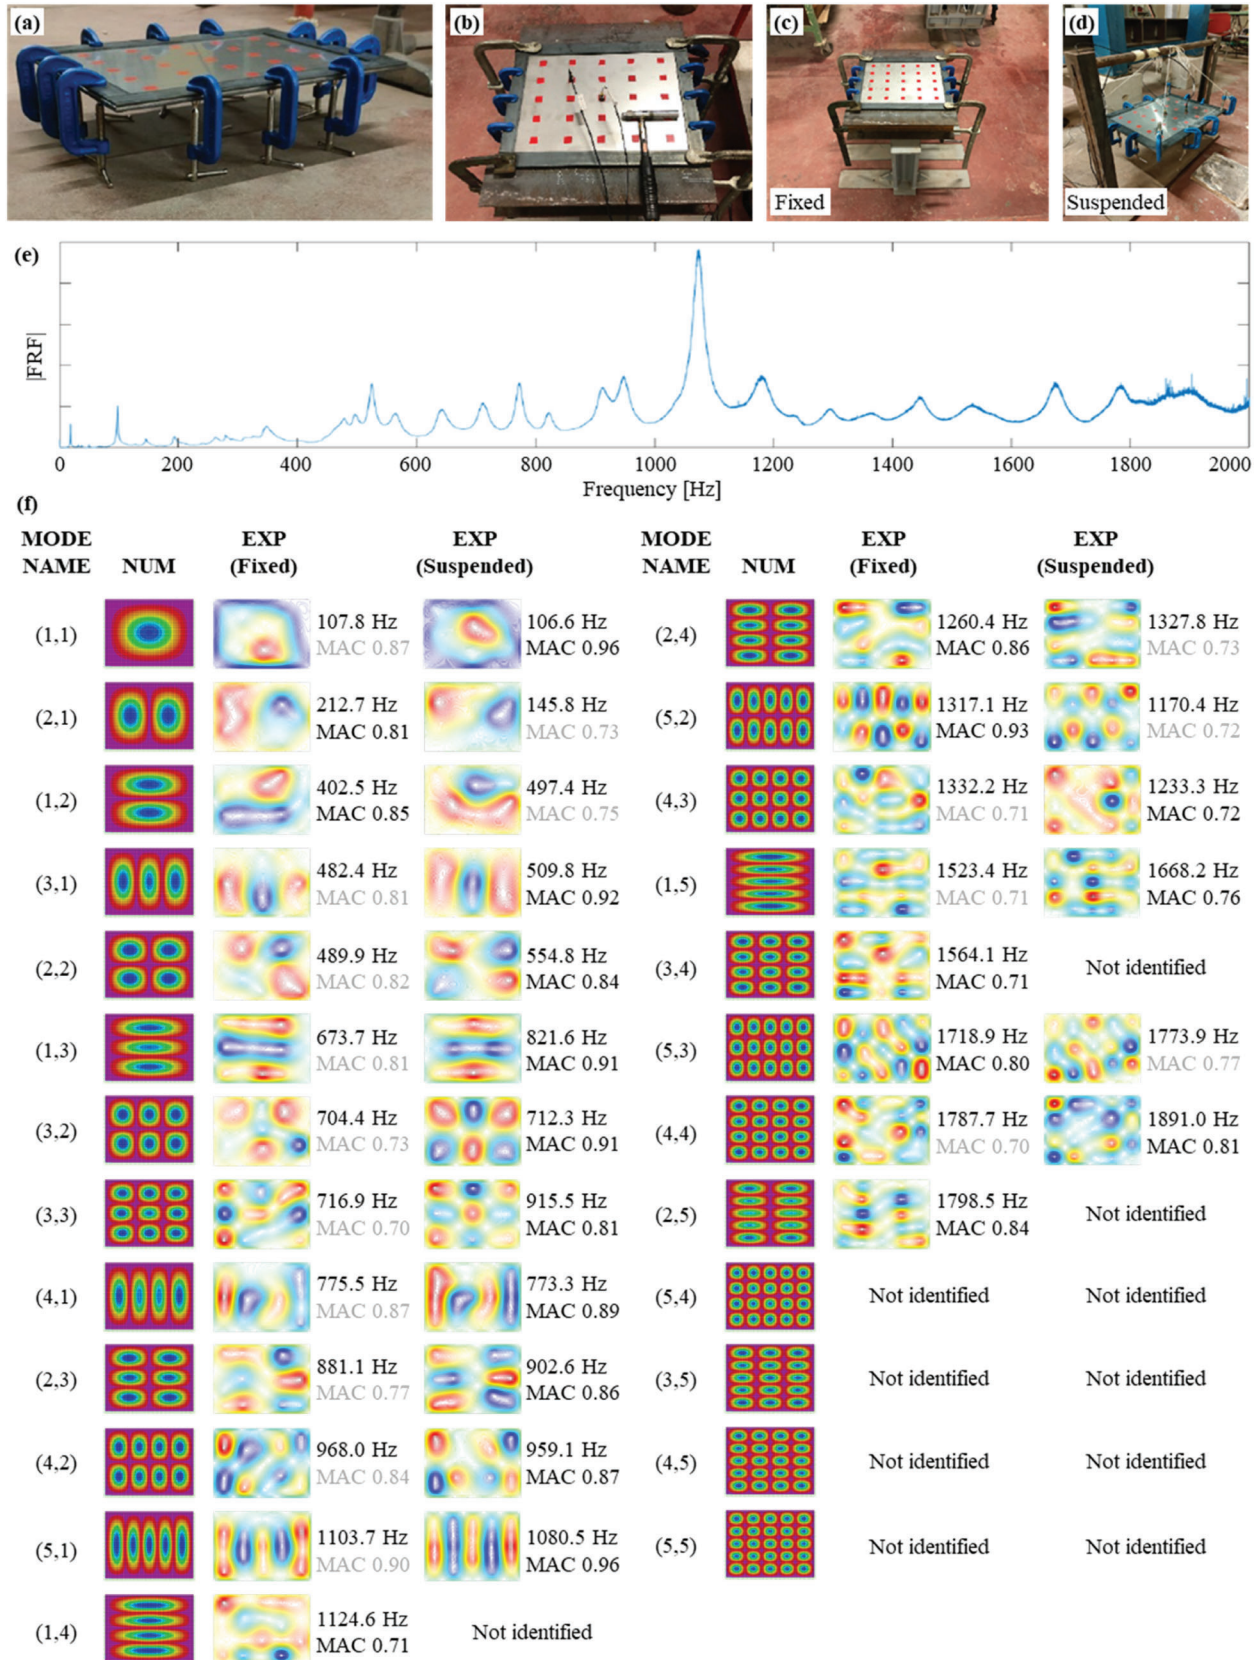 (a)
(b)
(c)
(d)
Fixed
Suspended
(e)
|FRF|
0 200 400 600 800 1000 1200 1400 1600 1800 2000
Frequency [Hz]
(f)
MODE NAME NUM EXP (Fixed) EXP (Suspended)
(1,1) 107.8 Hz 106.6 Hz
MAC 0.87 MAC 0.96
(2,1) 212.7 Hz 145.8 Hz
MAC 0.81 MAC 0.73
(1,2) 402.5 Hz 497.4 Hz
MAC 0.85 MAC 0.75
(3,1) 482.4 Hz 509.8 Hz
MAC 0.81 MAC 0.92
(2,2) 489.9 Hz 554.8 Hz
MAC 0.82 MAC 0.84
(1,3) 673.7 Hz 821.6 Hz
MAC 0.81 MAC 0.91
(3,2) 704.4 Hz 712.3 Hz
MAC 0.73 MAC 0.91
(3,3) 716.9 Hz 915.5 Hz
MAC 0.70 MAC 0.81
(4,1) 775.5 Hz 773.3 Hz
MAC 0.87 MAC 0.89
(2,3) 881.1 Hz 902.6 Hz
MAC 0.77 MAC 0.86
(4,2) 968.0 Hz 959.1 Hz
MAC 0.84 MAC 0.87
(5,1) 1103.7 Hz 1080.5 Hz
MAC 0.90 MAC 0.96
(1,4) 1124.6 Hz Not identified
MAC 0.71
MODE NAME NUM EXP (Fixed) EXP (Suspended)
(2,4) 1260.4 Hz 1327.8 Hz
MAC 0.86 MAC 0.73
(5,2) 1317.1 Hz 1170.4 Hz
MAC 0.93 MAC 0.72
(4,3) 1332.2 Hz 1233.3 Hz
MAC 0.71 MAC 0.72
(1,5) 1523.4 Hz 1668.2 Hz
MAC 0.71 MAC 0.76
(3,4) 1564.1 Hz Not identified
MAC 0.71
(5,3) 1718.9 Hz 1773.9 Hz
MAC 0.80 MAC 0.77
(4,4) 1787.7 Hz 1891.0 Hz
MAC 0.70 MAC 0.81
(2,5) 1798.5 Hz Not identified
MAC 0.84
(5,4) Not identified Not identified
(3,5) Not identified Not identified
(4,5) Not identified Not identified
(5,5) Not identified Not identified